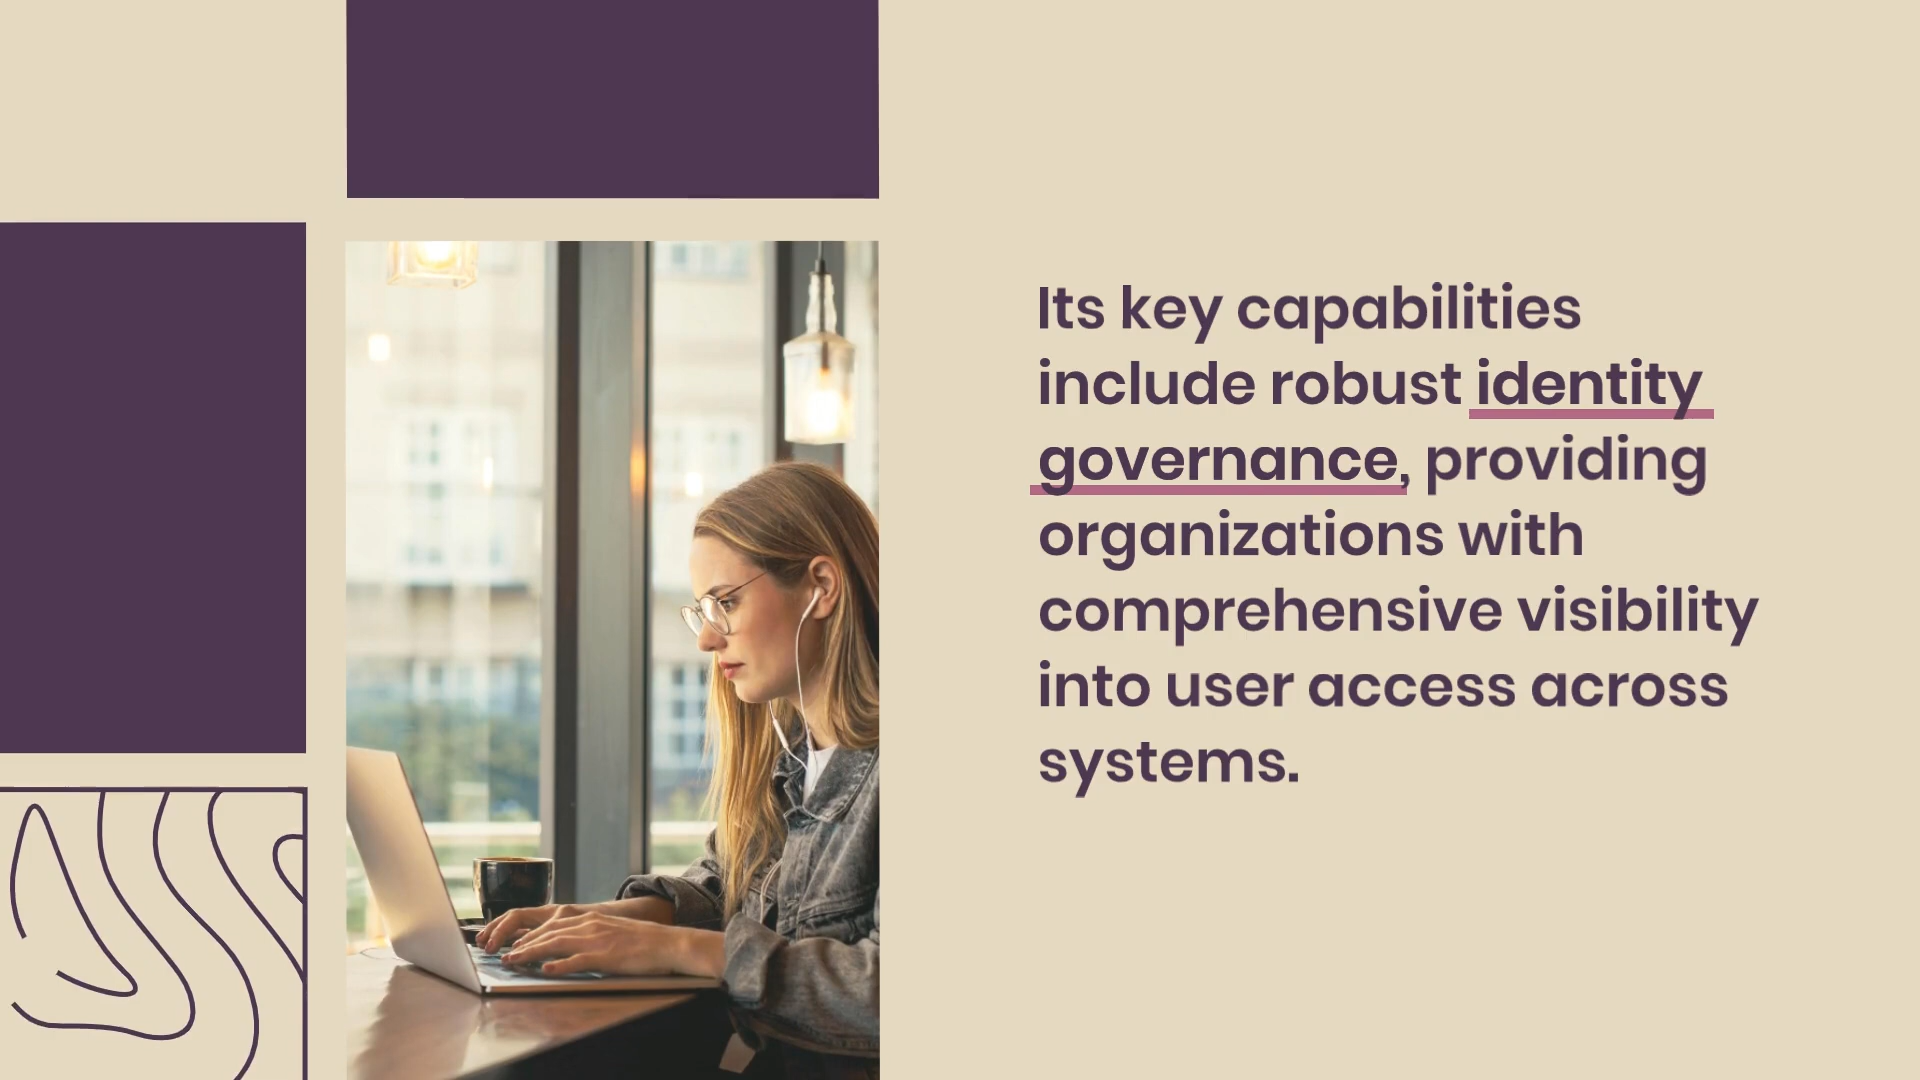 Its key capabilities
include robust identity
governance, providing
organizations with
comprehensive visibility
into user access across
systems.